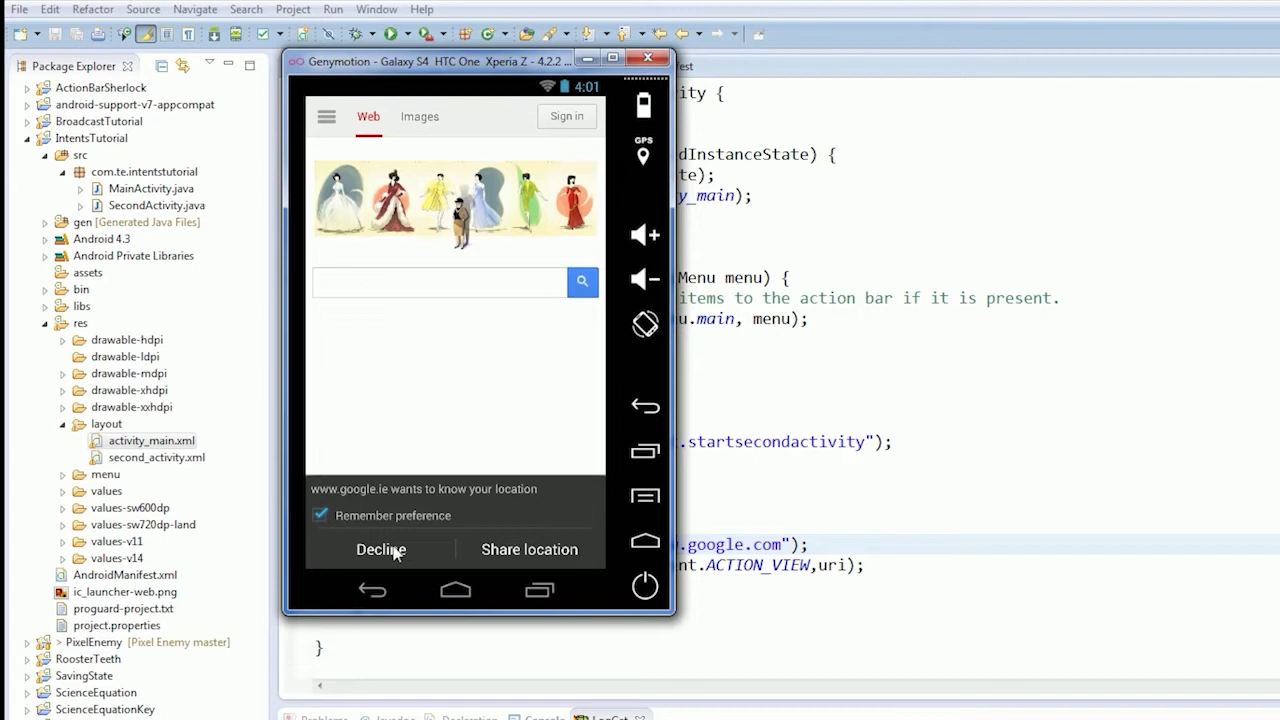 File Edit Refactor Source Navigate Search Project Run Window Help
Package Explorer
ActionBarSherlock
android-support-v7-appcompat
BroadcastTutorial
IntentsTutorial
src
com.te.intentstutorial
MainActivity.java
SecondActivity.java
gen [Generated Java Files]
Android 4.3
Android Private Libraries
assets
bin
libs
res
drawable-hdpi
drawable-ldpi
drawable-mdpi
drawable-xhdpi
drawable-xxhdpi
layout
activity_main.xml
second_activity.xml
menu
values
values-sw600dp
values-sw720dp-land
values-v11
values-v14
AndroidManifest.xml
ic_launcher-web.png
proguard-project.txt
project.properties
> PixelEnemy [Pixel Enemy master]
RoosterTeeth
SavingState
ScienceEquation
ScienceEquationKey
Genymotion - Galaxy S4 HTC One Xperia Z - 4.2.2 ...
4:01
Web Images Sign in
www.google.ie wants to know your location
Remember preference
Decline Share location
GPS
ity {
dInstanceState) {
te);
y_main);
Menu menu) {
items to the action bar if it is present.
u.main, menu);
.startsecondactivity");
.google.com");
nt.ACTION_VIEW,uri);
}
Problems Javadoc Declaration Console LogCat